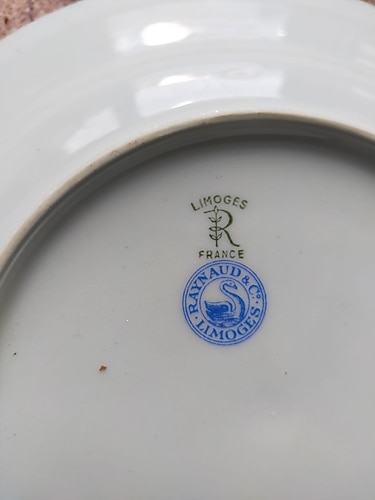 LIMOGES
R
FRANCE
RAYNAUD & Co.
· LIMOGES ·